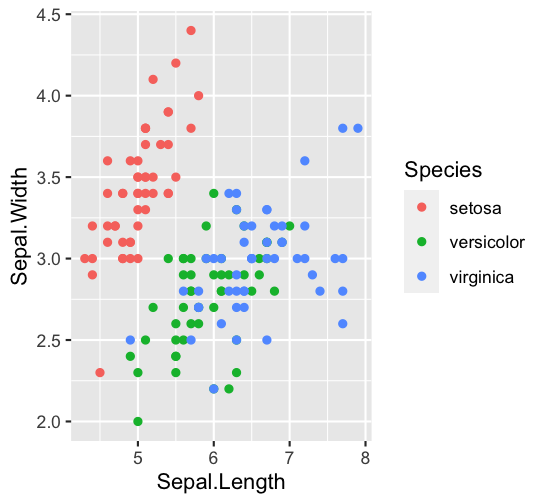 4.5
4.0
3.5
3.0
2.5
2.0
Sepal.Width
5 6 7 8
Sepal.Length
Species
setosa
versicolor
virginica